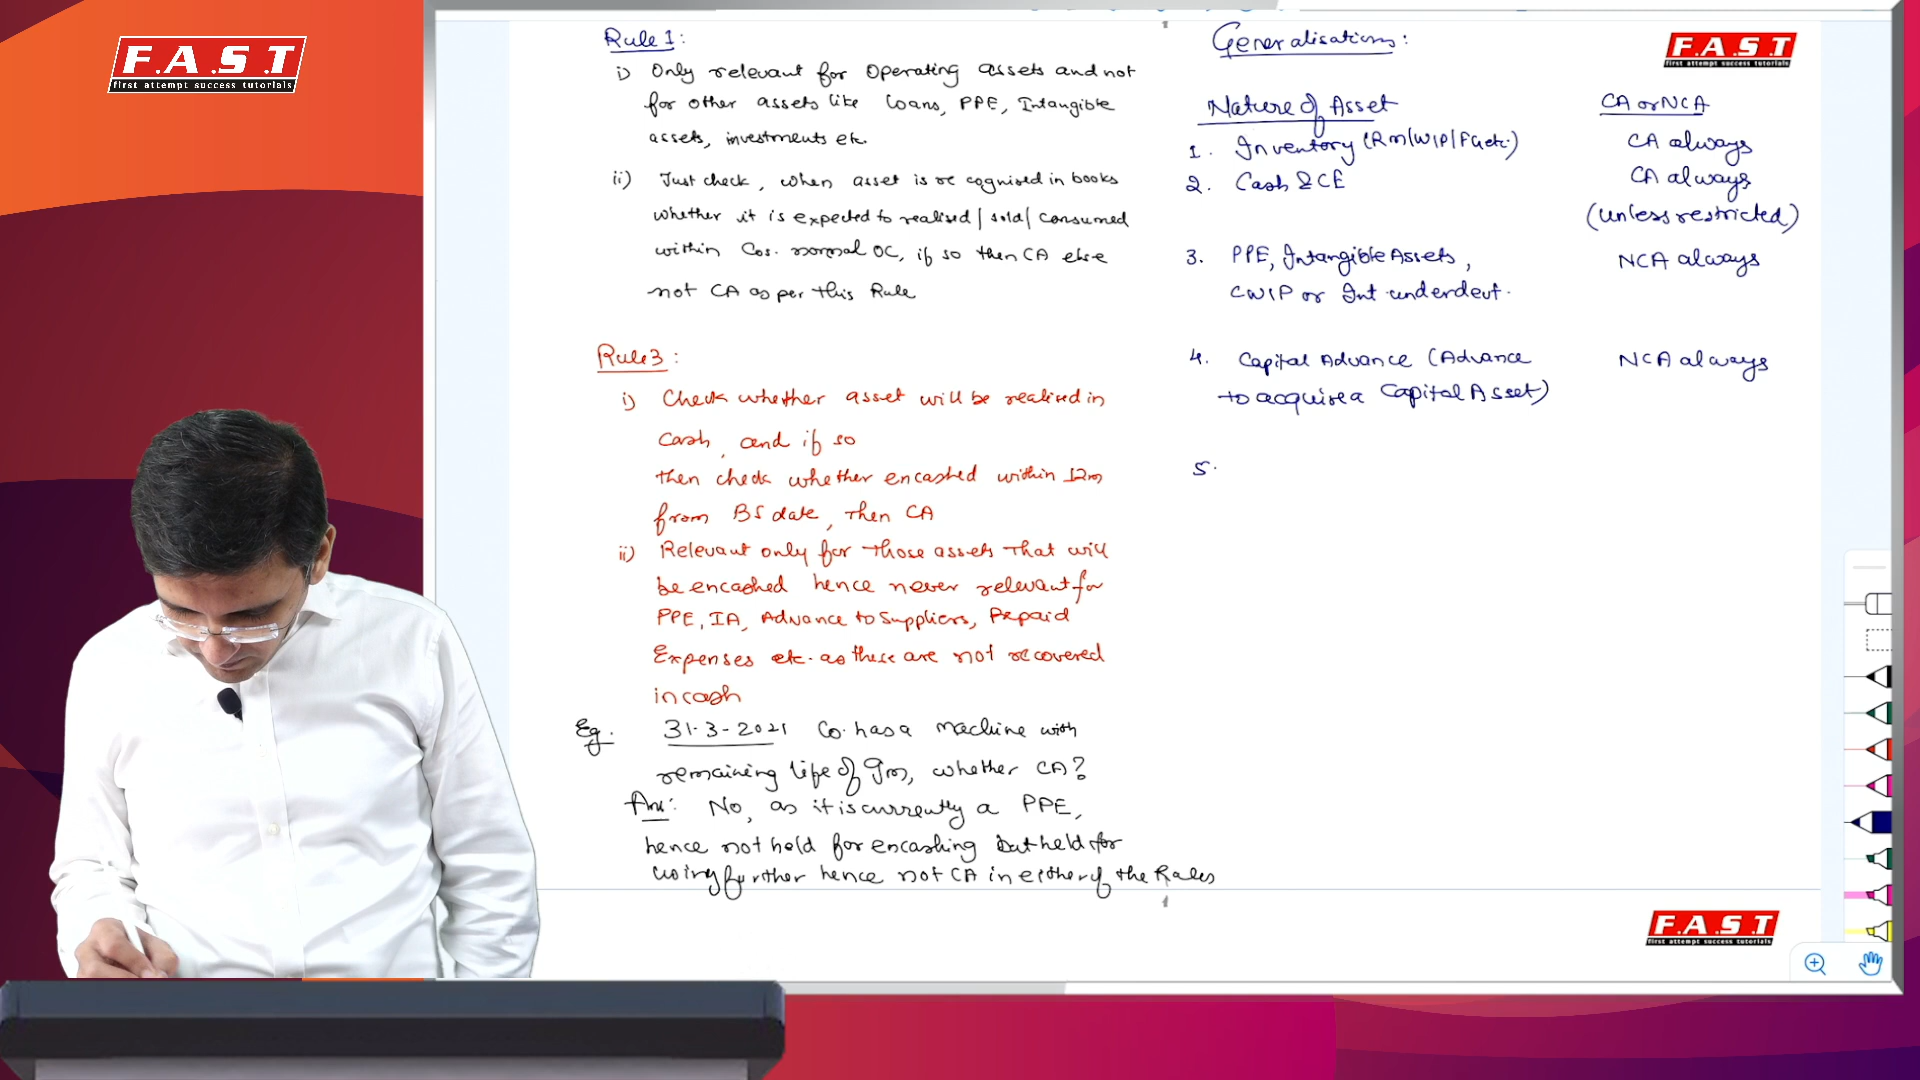 F.A.S.T
first attempt success tutorials
Rule 1:
i) Only relevant for Operating assets and not
for other assets like Loans, PPE, Intangible
assets, investments etc.
ii) Just check, when asset is recognised in books
whether it is expected to realised / sold / consumed
within Cos. normal OC, if so then CA else
not CA as per this Rule
Rule 3:
i) Check whether asset will be realised in
cash, and if so
then check whether encashed within 12m
from BS date, then CA
ii) Relevant only for those assets that will
be encashed hence never relevant for
PPE, IA, Advance to Suppliers, Prepaid
Expenses etc. as these are not recovered
in cash
Eg. 31.3-2021 Co. has a machine with
remaining life of 9m, whether CA?
Ans: No, as it is currently a PPE,
hence not held for encashing but held for
using further hence not CA in either of the Rules
Generalisations:
F.A.S.T
first attempt success tutorials
Nature of Asset CA or NCA
1. Inventory (RM/WIP/FG etc.) CA always
2. Cash & CE CA always
(unless restricted)
3. PPE, Intangible Assets, NCA always
CWIP or Int. underdevt.
4. Capital Advance (Advance NCA always
to acquire a Capital Asset)
5.
F.A.S.T
first attempt success tutorials